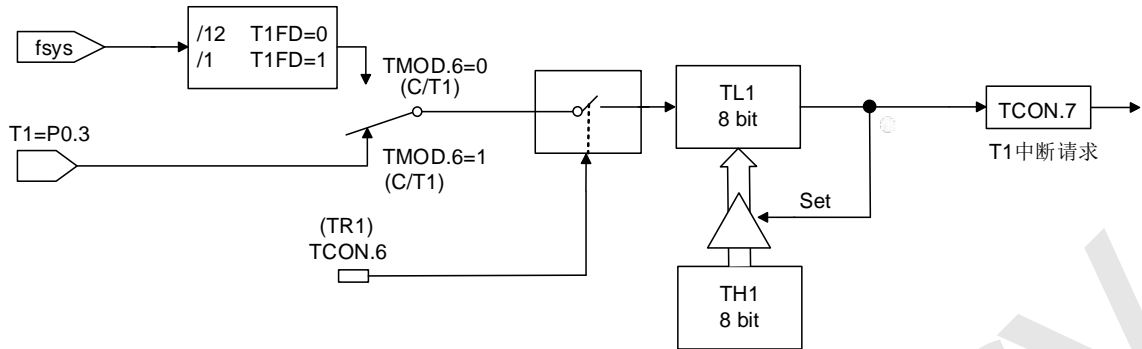 fsys
/12 T1FD=0
/1 T1FD=1
TMOD.6=0
(C/T1)
T1=P0.3
TMOD.6=1
(C/T1)
(TR1)
TCON.6
TL1
8 bit
TCON.7
T1中断请求
Set
TH1
8 bit